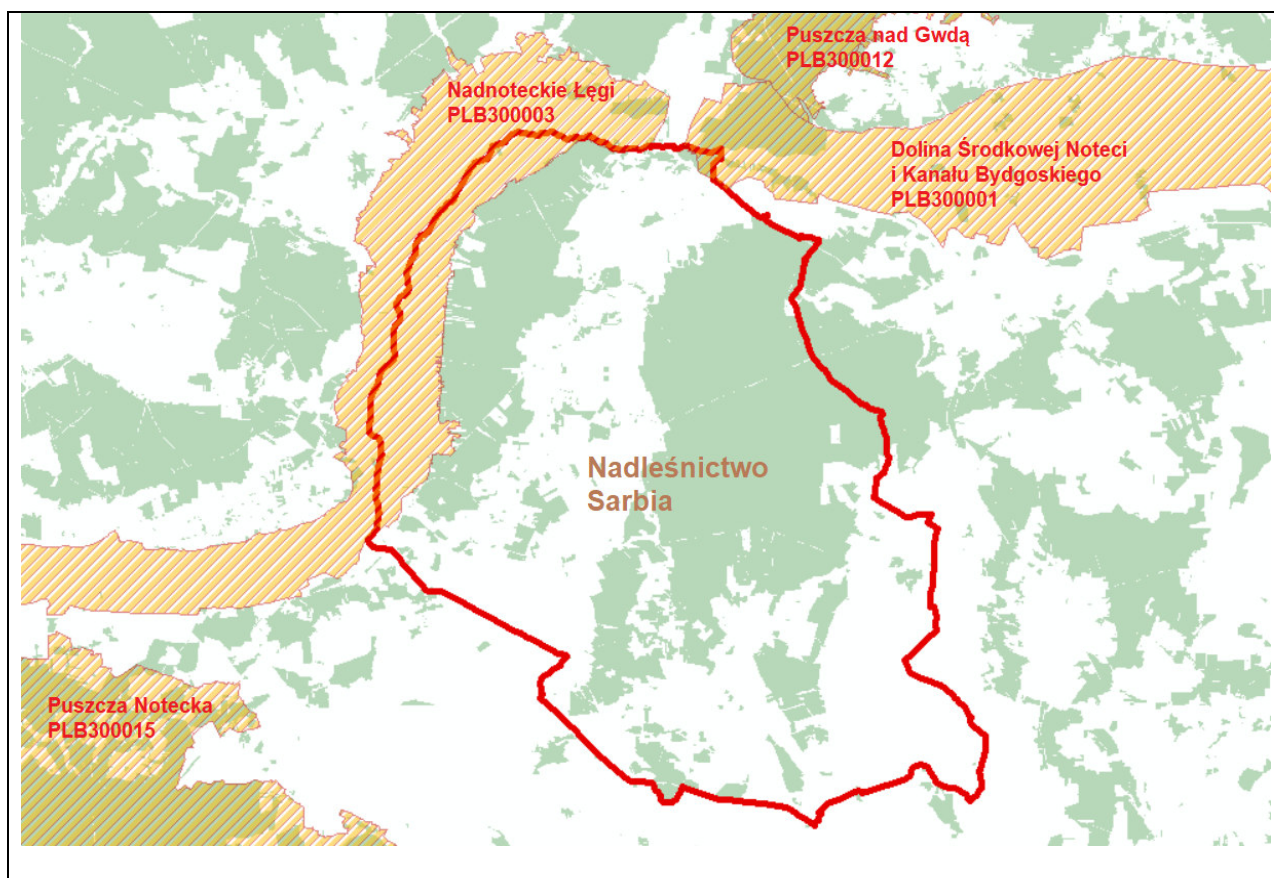 Puszcza nad Gwdą
PLB300012
Nadnoteckie Łęgi
PLB300003
Dolina Środkowej Noteci
i Kanału Bydgoskiego
PLB300001
Nadleśnictwo
Sarbia
Puszcza Notecka
PLB300015